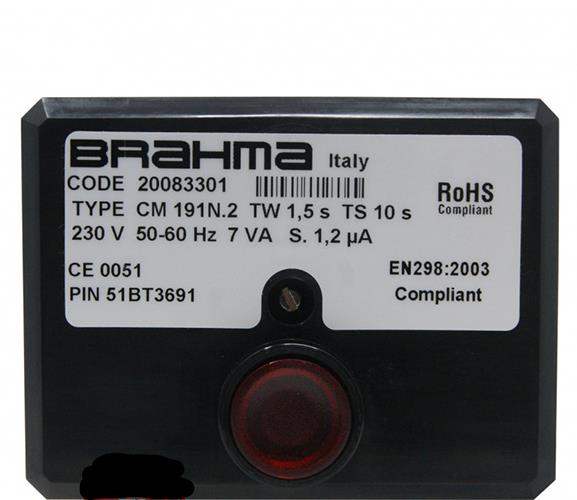 BRAHMA Italy
CODE 20083301
RoHS
Compliant
TYPE CM 191N.2 TW 1,5 s TS 10 s
230 V 50-60 Hz 7 VA S. 1,2 µA
CE 0051
EN298:2003
PIN 51BT3691
Compliant